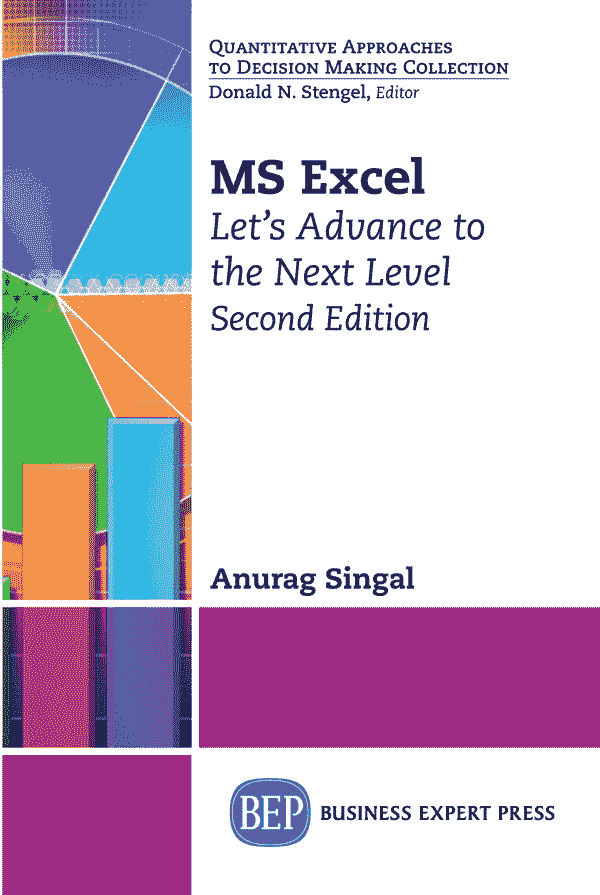 Quantitative Approaches
to Decision Making Collection
Donald N. Stengel, Editor
MS Excel
Let's Advance to
the Next Level
Second Edition
Anurag Singal
BEP BUSINESS EXPERT PRESS